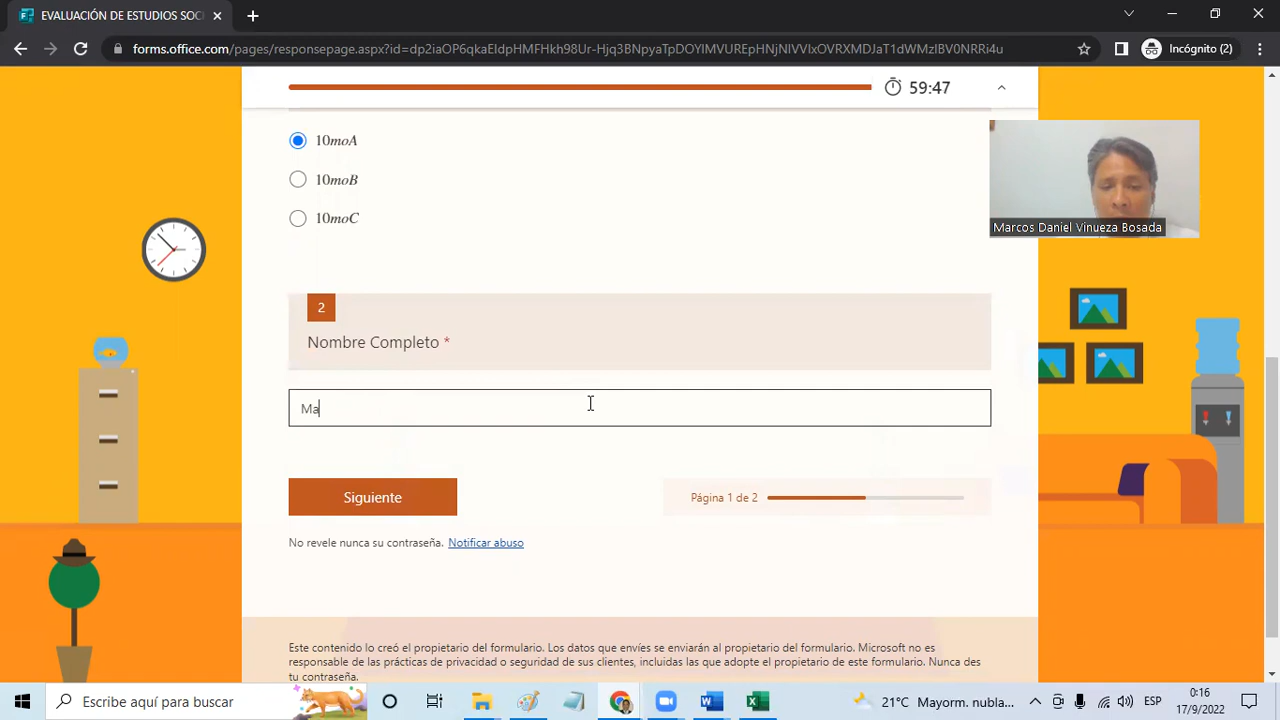 EVALUACIÓN DE ESTUDIOS SOC
Incógnito (2)
forms.office.com/pages/responsepage.aspx?id=dp2iaOP6qkaEIdpHMFHkh98Ur-Hjq3BNpyaTpDOYIMVUREpHNjNIVVIxOVRXMDJaT1dWMzlBV0NRRi4u
59:47
10moA
10moB
10moC
Marcos Daniel Vinueza Bosada
2
Nombre Completo *
Ma
Siguiente
Página 1 de 2
No revele nunca su contraseña. Notificar abuso
Este contenido lo creó el propietario del formulario. Los datos que envíes se enviarán al propietario del formulario. Microsoft no es
responsable de las prácticas de privacidad o seguridad de sus clientes, incluidas las que adopte el propietario de este formulario. Nunca des
tu contraseña.
Escribe aquí para buscar
21°C Mayorm. nubla...
ESP
0:16
17/9/2022